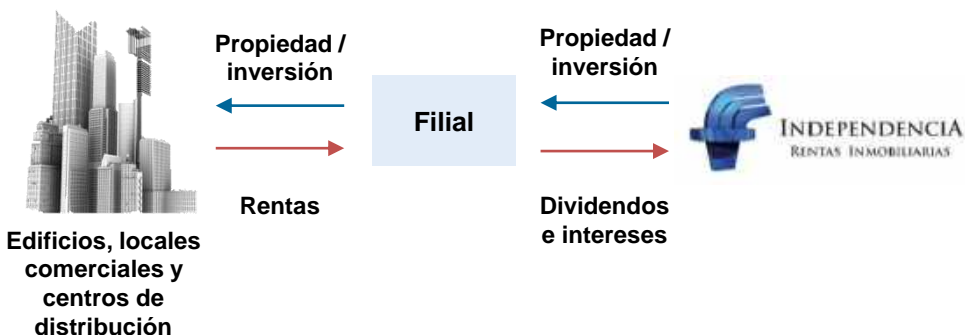 Propiedad /
inversión
Propiedad /
inversión
Filial
INDEPENDENCIA
RENTAS INMOBILIARIAS
Rentas
Dividendos
e intereses
Edificios, locales
comerciales y
centros de
distribución